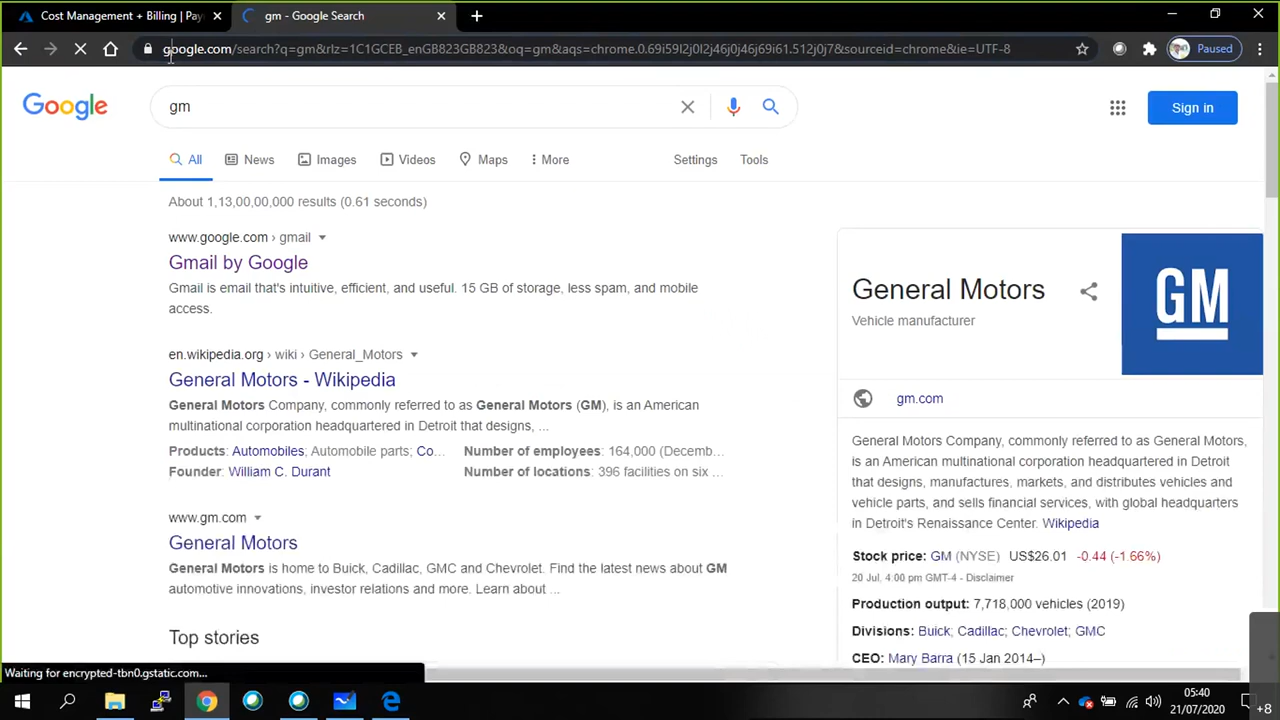 Cost Management + Billing | Pay
gm - Google Search
google.com/search?q=gm&rlz=1C1GCEB_enGB823GB823&oq=gm&aqs=chrome.0.69i59l2j0l2j46j0j46j69i61.512j0j7&sourceid=chrome&ie=UTF-8
Paused
Google
gm
Sign in
All
News
Images
Videos
Maps
More
Settings
Tools
About 1,13,00,00,000 results (0.61 seconds)
www.google.com › gmail
Gmail by Google
Gmail is email that's intuitive, efficient, and useful. 15 GB of storage, less spam, and mobile
access.
en.wikipedia.org › wiki › General_Motors
General Motors - Wikipedia
General Motors Company, commonly referred to as General Motors (GM), is an American
multinational corporation headquartered in Detroit that designs, ...
Products: Automobiles, Automobile parts; Co...
Number of employees: 164,000 (Decemb...
Founder: William C. Durant
Number of locations: 396 facilities on six ...
www.gm.com
General Motors
General Motors is home to Buick, Cadillac, GMC and Chevrolet. Find the latest news about GM
automotive innovations, investor relations and more. Learn about ...
Top stories
General Motors
Vehicle manufacturer
GM
gm.com
General Motors Company, commonly referred to as General Motors,
is an American multinational corporation headquartered in Detroit
that designs, manufactures, markets, and distributes vehicles and
vehicle parts, and sells financial services, with global headquarters
in Detroit's Renaissance Center. Wikipedia
Stock price: GM (NYSE) US$26.01 -0.44 (-1.66%)
20 Jul, 4:00 pm GMT-4 - Disclaimer
Production output: 7,718,000 vehicles (2019)
Divisions: Buick, Cadillac, Chevrolet, GMC
CEO: Mary Barra (15 Jan 2014–)
Waiting for encrypted-tbn0.gstatic.com...
05:40
21/07/2020
+8